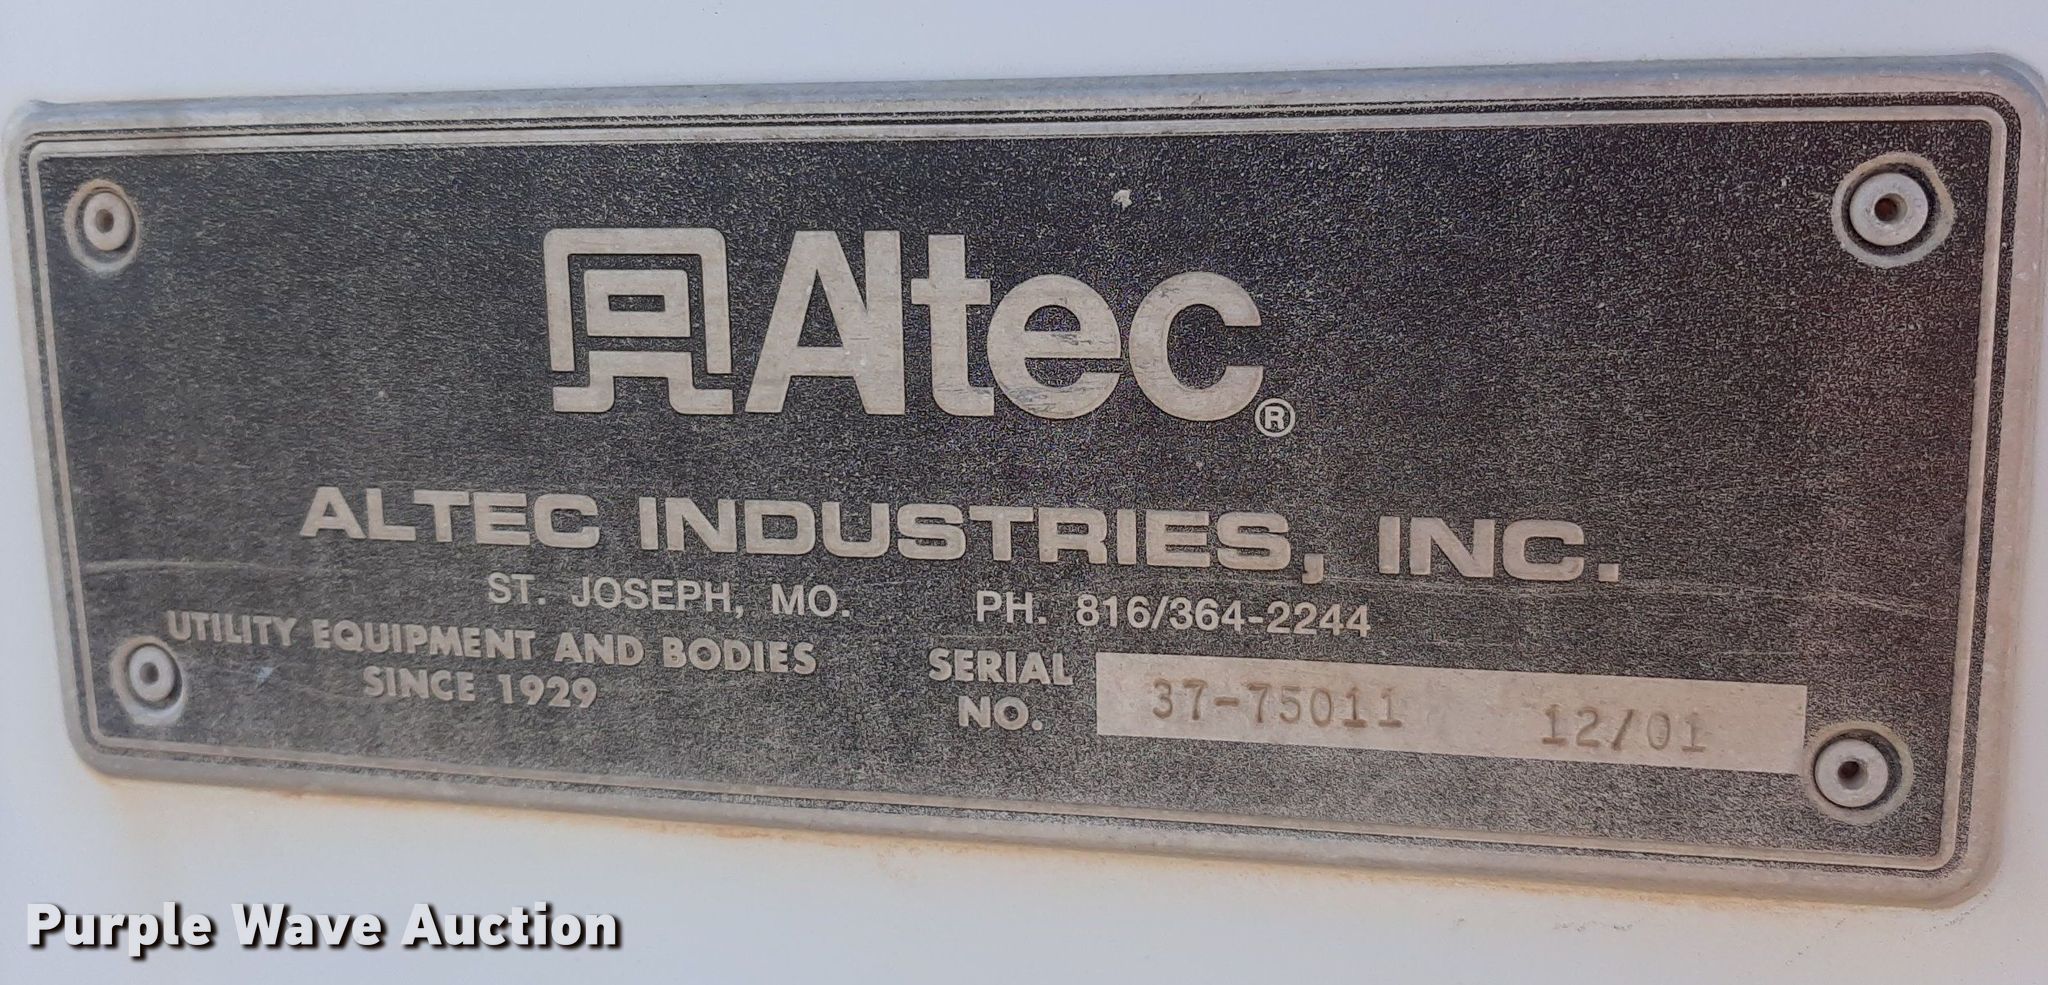 Altec®
ALTEC INDUSTRIES, INC.
ST. JOSEPH, MO. PH. 816/364-2244
UTILITY EQUIPMENT AND BODIES
SINCE 1929
SERIAL
NO.
37-75011 12/01
Purple Wave Auction